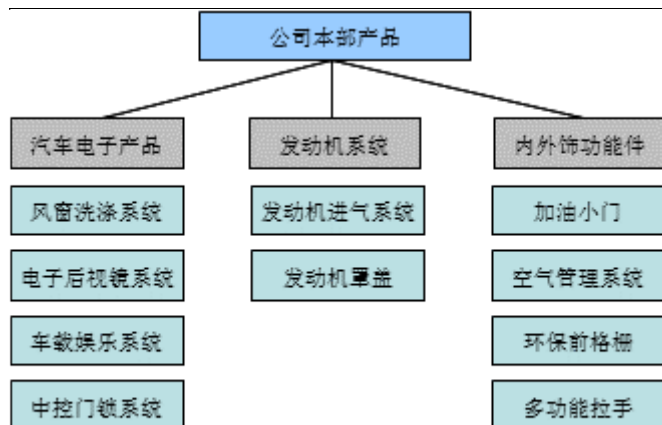 公司本部产品
汽车电子产品
发动机系统
内外饰功能件
风窗洗涤系统
发动机进气系统
加油小门
电子后视镜系统
发动机罩盖
空气管理系统
车载娱乐系统
环保前格栅
中控门锁系统
多功能拉手